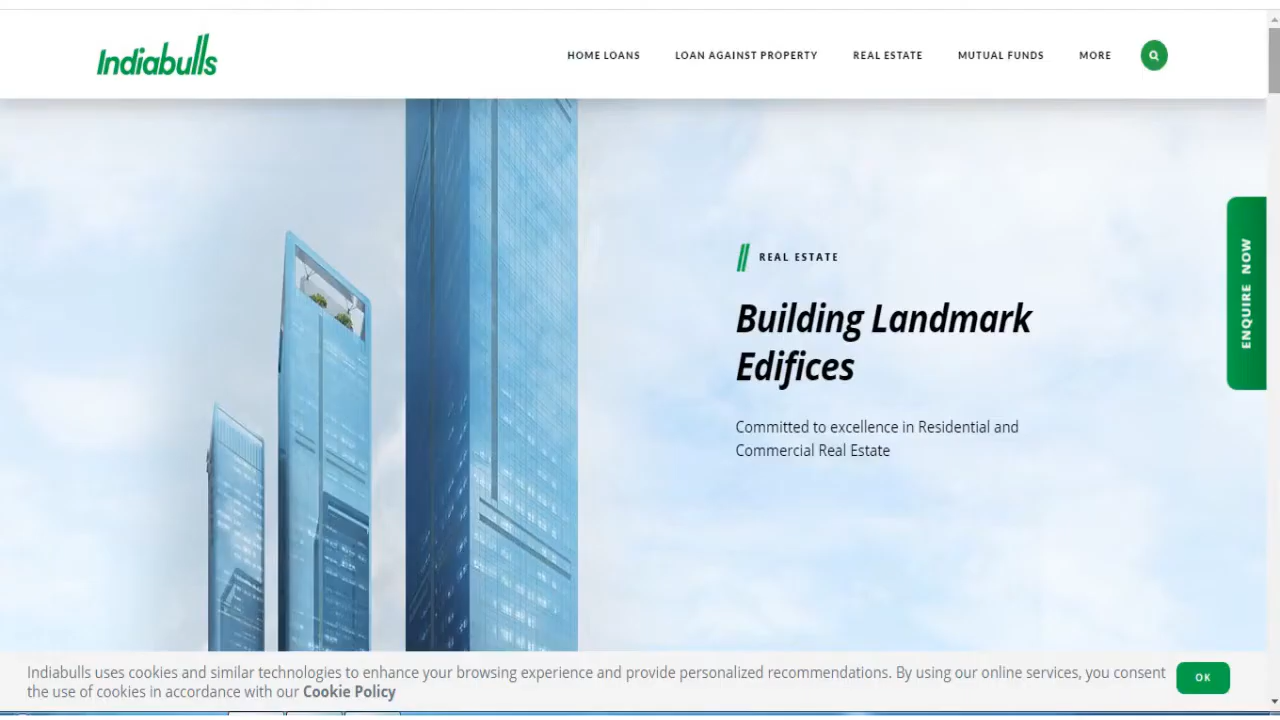 Indiabulls
HOME LOANS
LOAN AGAINST PROPERTY
REAL ESTATE
MUTUAL FUNDS
MORE
ENQUIRE NOW
REAL ESTATE
Building Landmark
Edifices
Committed to excellence in Residential and
Commercial Real Estate
Indiabulls uses cookies and similar technologies to enhance your browsing experience and provide personalized recommendations. By using our online services, you consent
the use of cookies in accordance with our Cookie Policy
OK